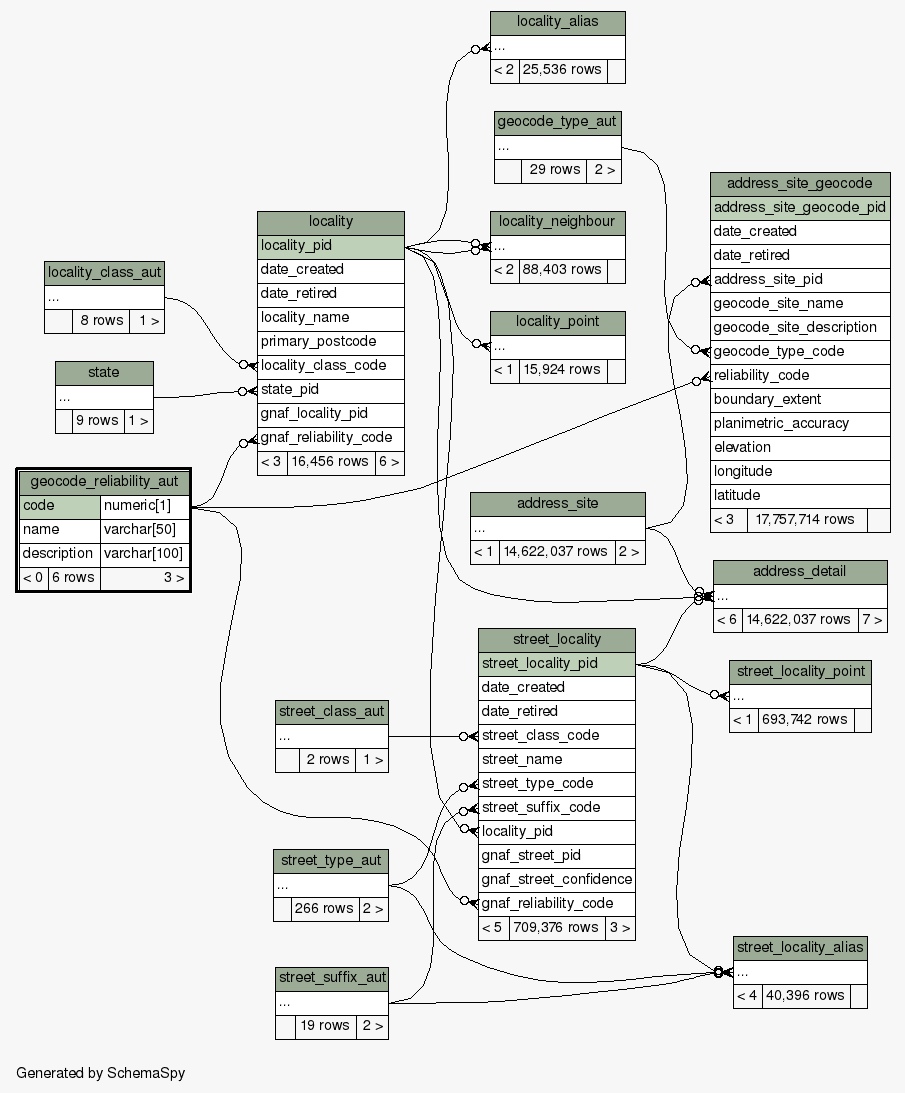 locality_alias
...
< 2 25,536 rows
geocode_type_aut
...
29 rows 2 >
address_site_geocode
address_site_geocode_pid
date_created
date_retired
address_site_pid
geocode_site_name
geocode_site_description
geocode_type_code
reliability_code
boundary_extent
planimetric_accuracy
elevation
longitude
latitude
< 3 17,757,714 rows
locality
locality_pid
date_created
date_retired
locality_name
primary_postcode
locality_class_code
state_pid
gnaf_locality_pid
gnaf_reliability_code
< 3 16,456 rows 6 >
locality_neighbour
...
< 2 88,403 rows
locality_class_aut
...
8 rows 1 >
locality_point
...
< 1 15,924 rows
state
...
9 rows 1 >
geocode_reliability_aut
code numeric[1]
name varchar[50]
description varchar[100]
< 0 6 rows 3 >
address_site
...
< 1 14,622,037 rows 2 >
address_detail
...
< 6 14,622,037 rows 7 >
street_locality
street_locality_pid
date_created
date_retired
street_class_code
street_name
street_type_code
street_suffix_code
locality_pid
gnaf_street_pid
gnaf_street_confidence
gnaf_reliability_code
< 5 709,376 rows 3 >
street_locality_point
...
< 1 693,742 rows
street_class_aut
...
2 rows 1 >
street_type_aut
...
266 rows 2 >
street_locality_alias
...
< 4 40,396 rows
street_suffix_aut
...
19 rows 2 >
Generated by SchemaSpy